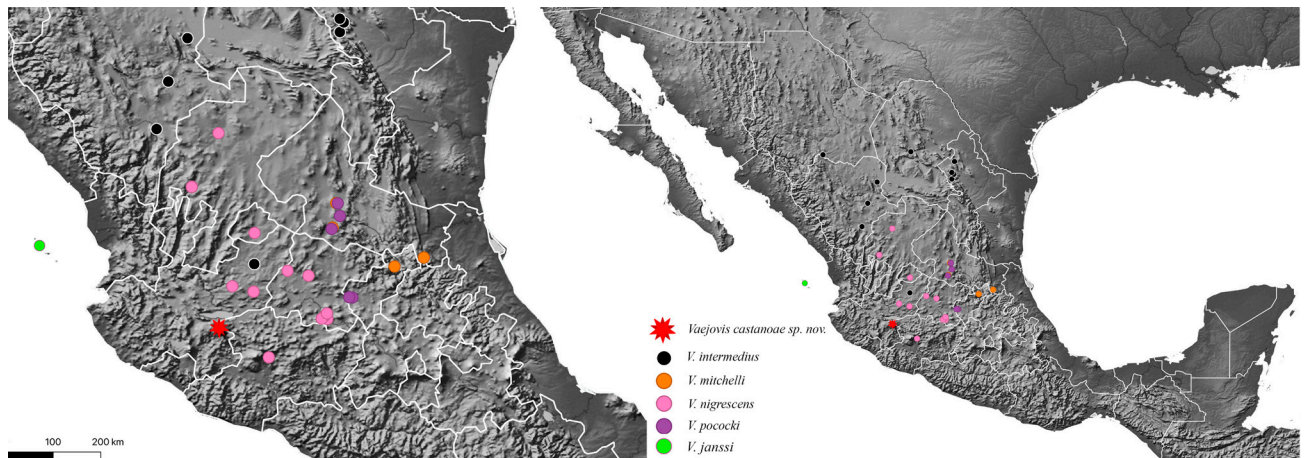 Vaejovis castanoae sp. nov.
V. intermedius
V. mitchelli
V. nigrescens
V. pococki
V. janssi
100 200 km